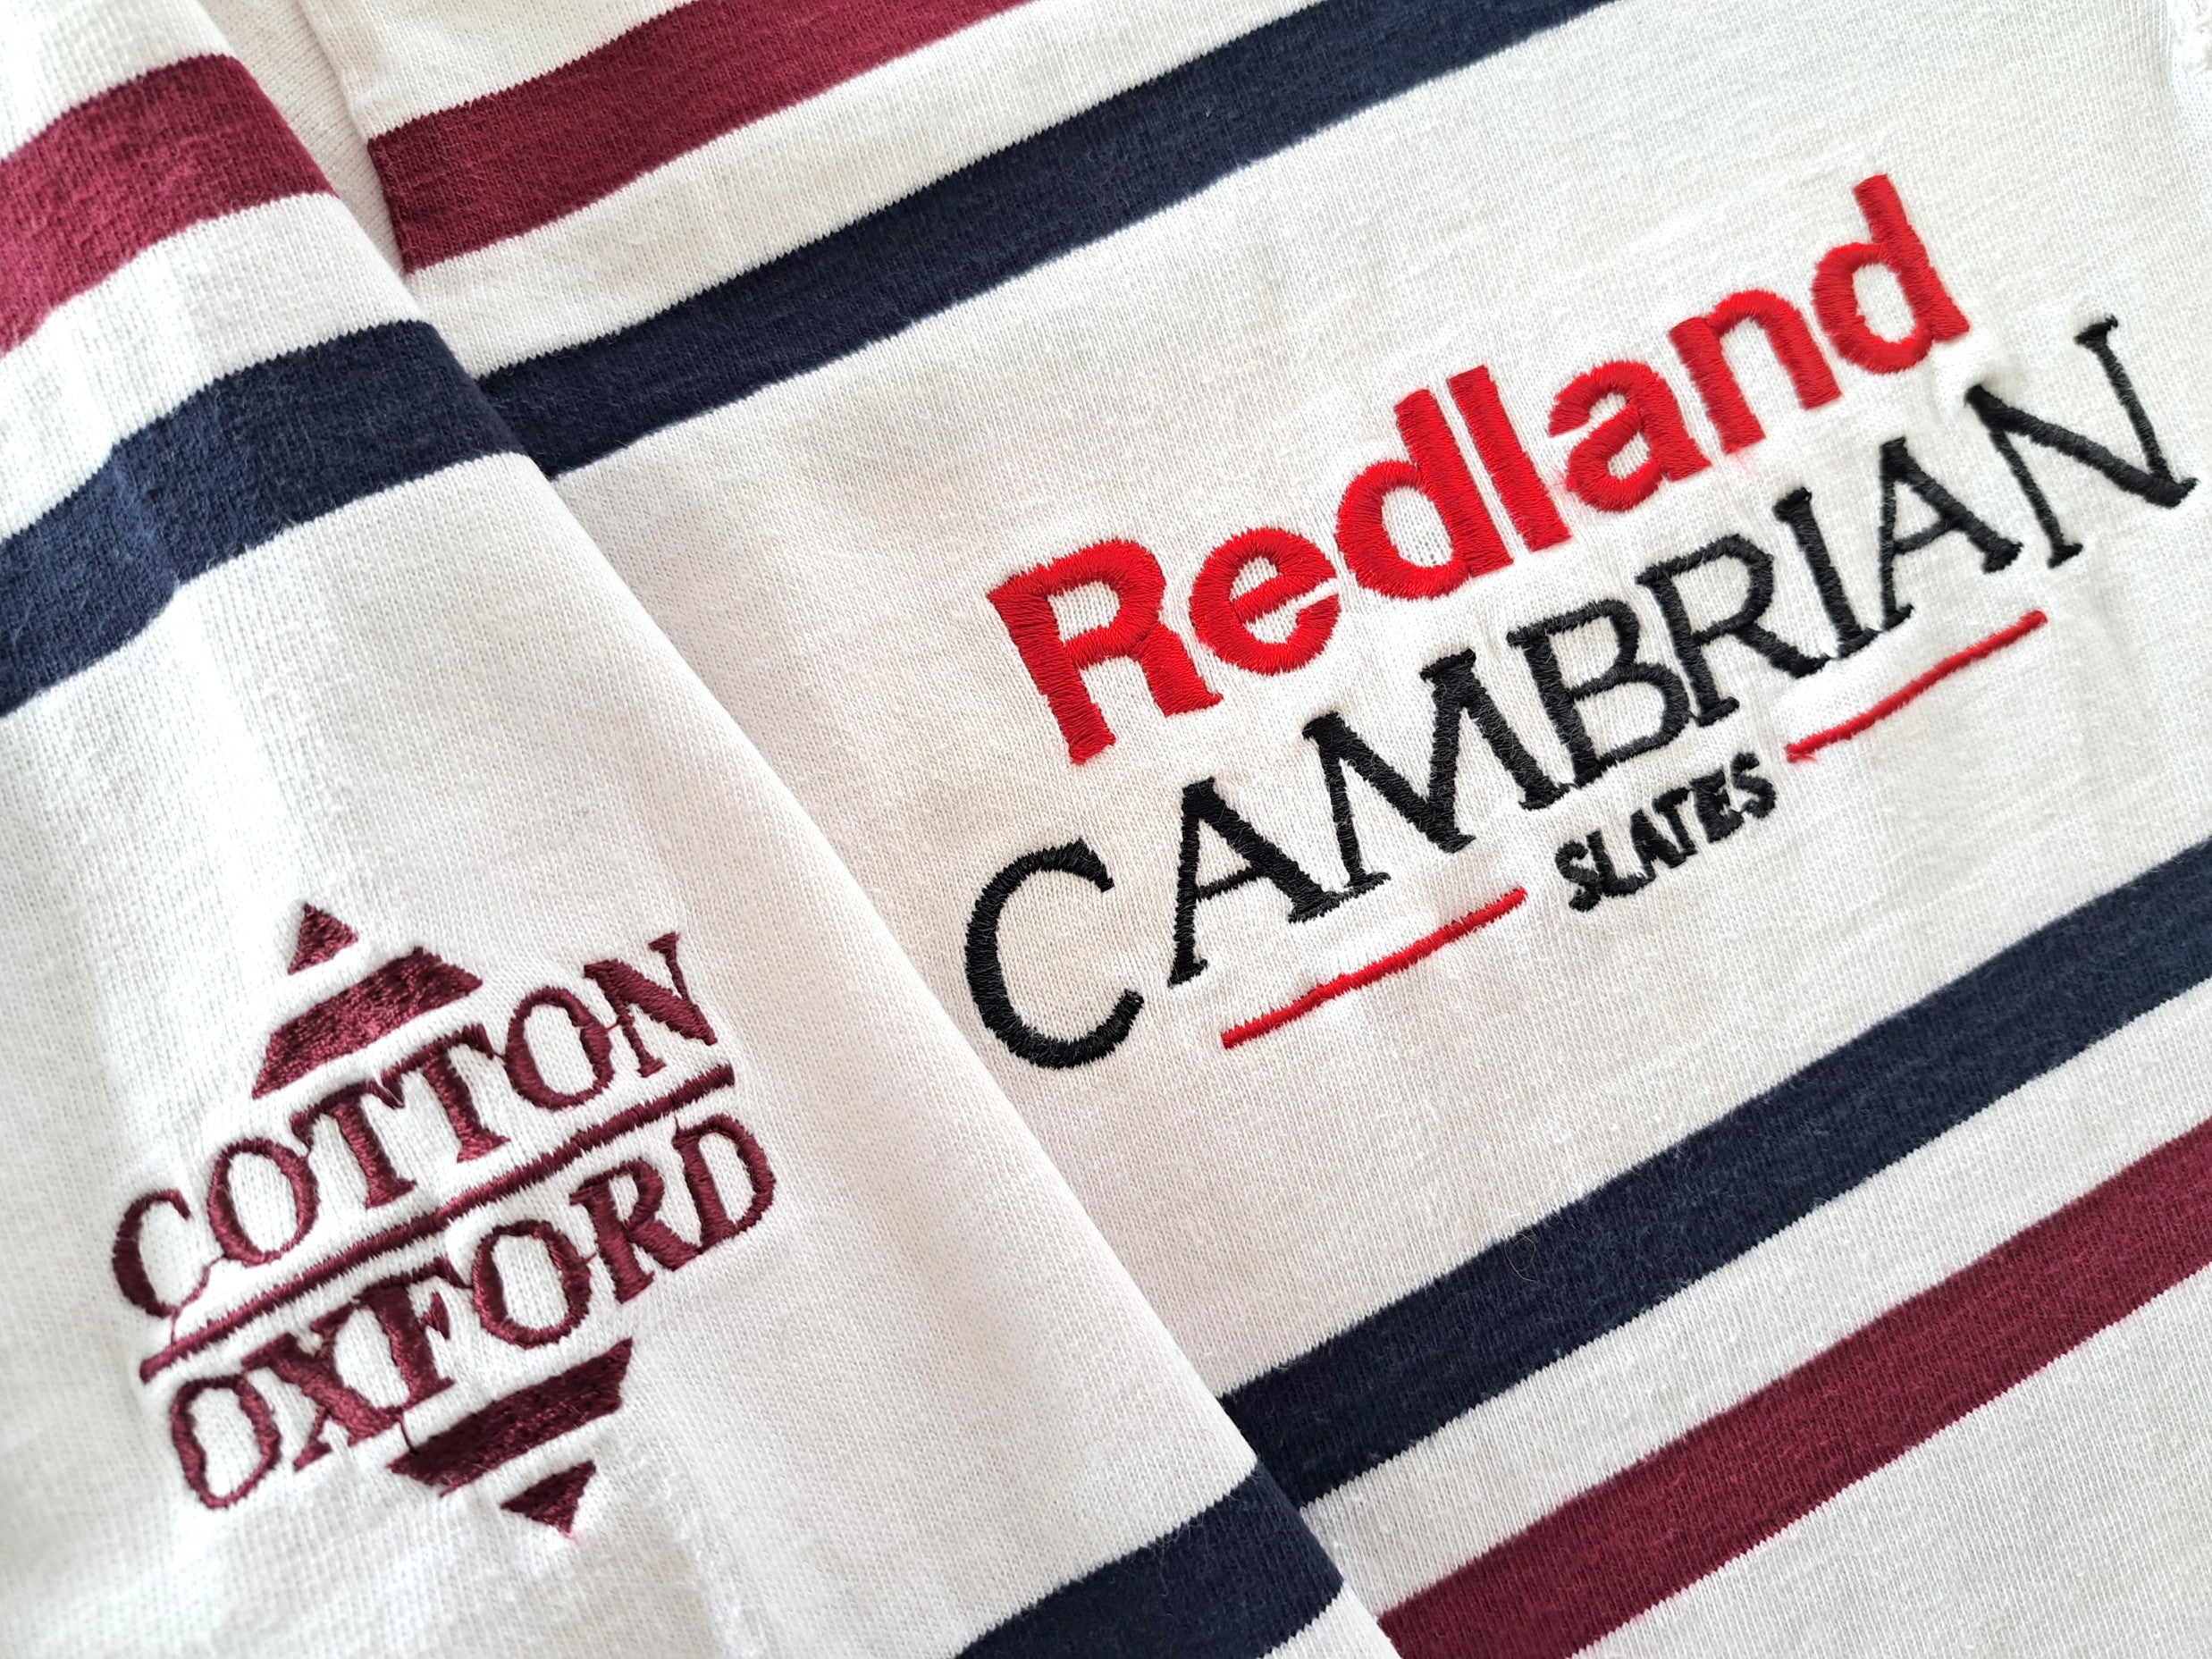 Redland
CAMBRIAN
SLATES
COTTON
OXFORD